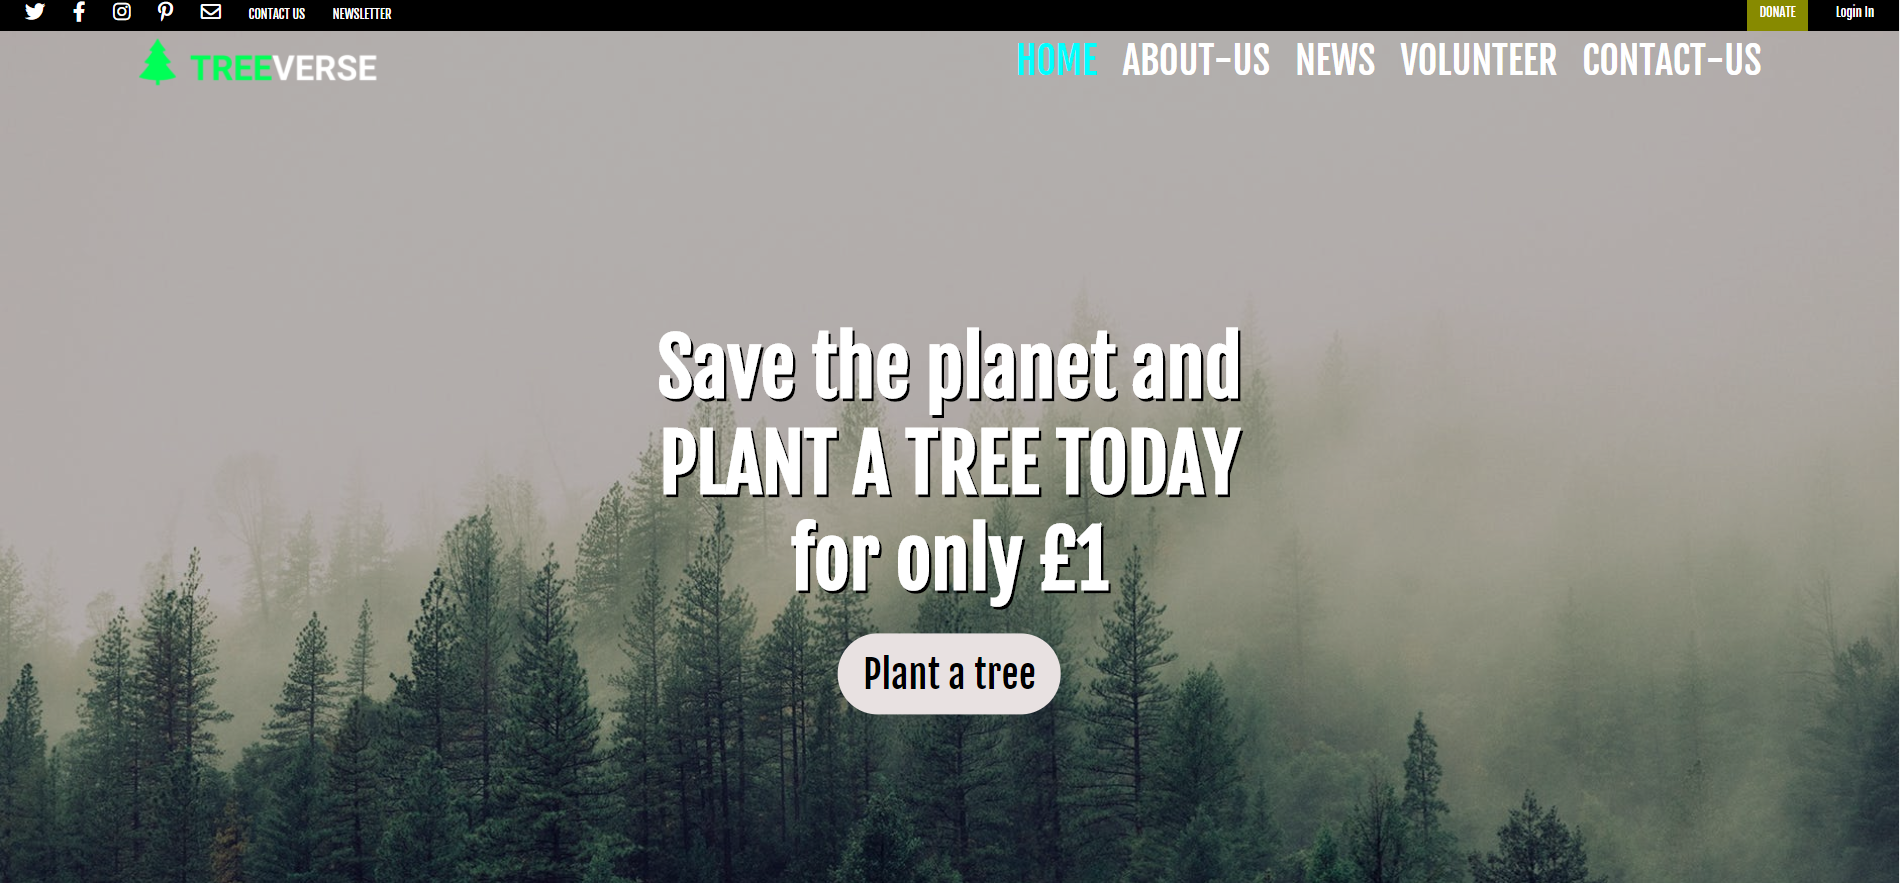 CONTACT US NEWSLETTER DONATE Login In
TREEVERSE HOME ABOUT-US NEWS VOLUNTEER CONTACT-US
Save the planet and
PLANT A TREE TODAY
for only £1
Plant a tree